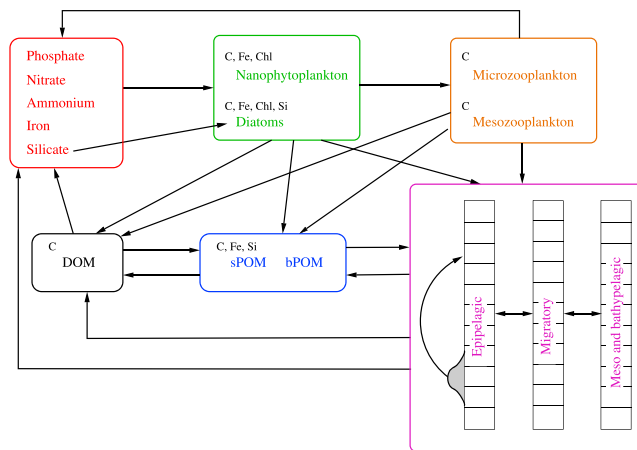 Phosphate
Nitrate
Ammonium
Iron
Silicate
C, Fe, Chl
Nanophytoplankton
C, Fe, Chl, Si
Diatoms
C
Microzooplankton
C
Mesozooplankton
C
DOM
C, Fe, Si
sPOM bPOM
Epipelagic
Migratory
Meso and bathypelagic